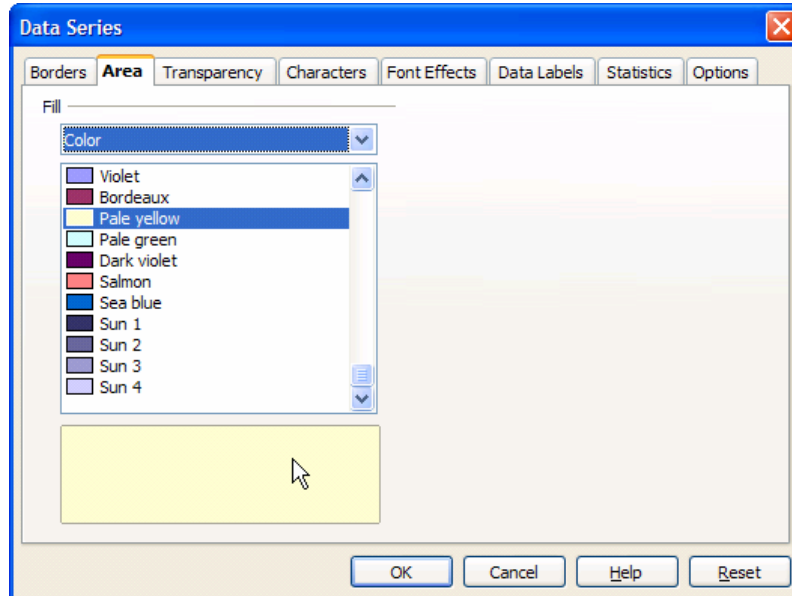 Data Series
Borders Area Transparency Characters Font Effects Data Labels Statistics Options
Fill
Color
Violet
Bordeaux
Pale yellow
Pale green
Dark violet
Salmon
Sea blue
Sun 1
Sun 2
Sun 3
Sun 4
OK Cancel Help Reset